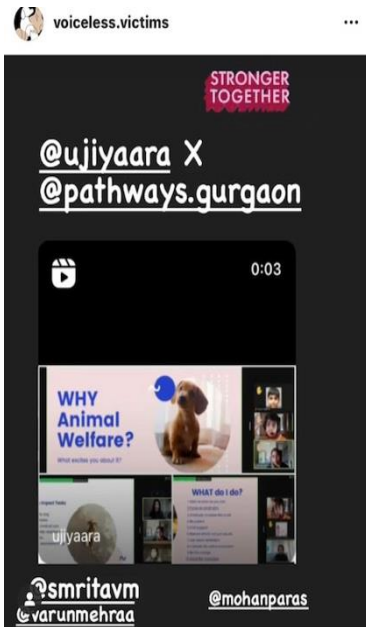 voiceless.victims
STRONGER
TOGETHER
@ujiyaara X
@pathways.gurgaon
0:03
WHY
Animal
Welfare?
What excites you about it?
WHAT do I do?
ujiyaara
@smritavm
@varunmehraa
@mohanparas